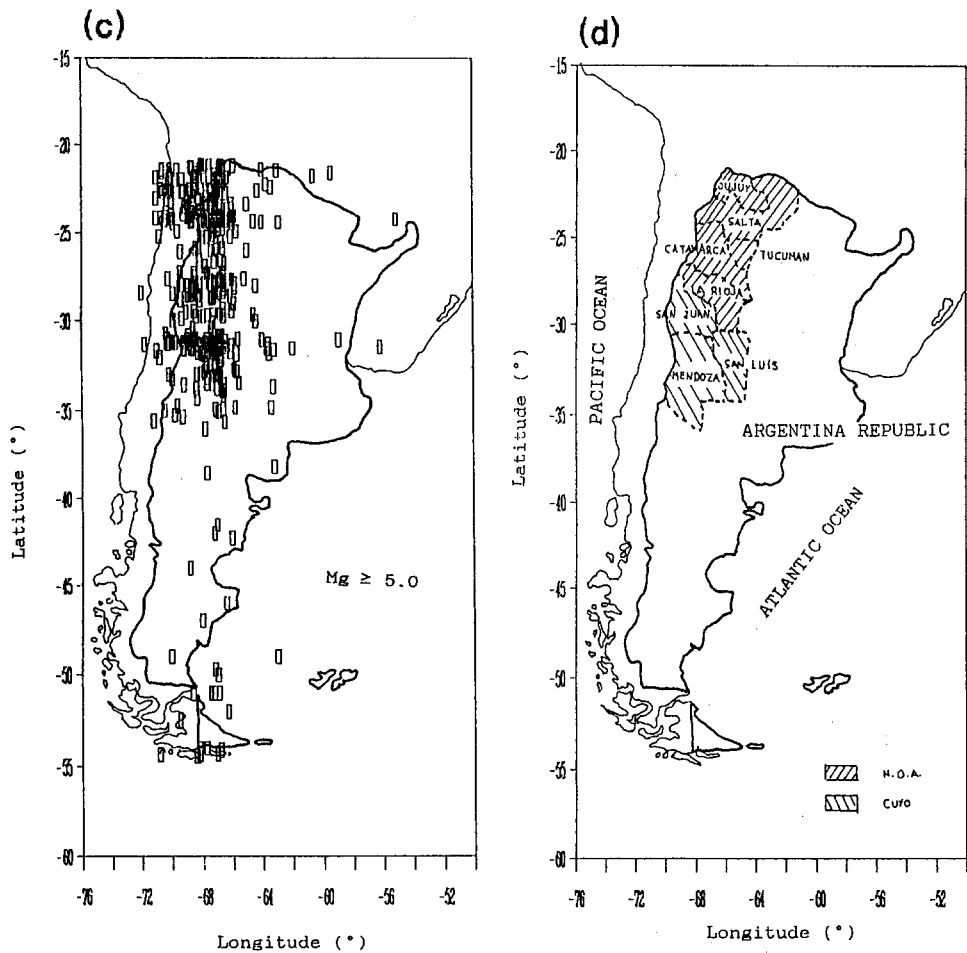 (c)
-15
-20
-25
-30
-35
-40
-45
-50
-55
-60
Latitude (°)
Mg ≥ 5.0
-76 -72 -68 -64 -60 -56 -52
Longitude (°)
(d)
-15
-20
-25
-30
-35
-40
-45
-50
-55
-60
Latitude (°)
JUJUY
SALTA
CATAMARCA
TUCUMAN
LA RIOJA
SAN JUAN
SAN LUÍS
MENDOZA
PACIFIC OCEAN
ARGENTINA REPUBLIC
ATLANTIC OCEAN
N.O.A.
CUYO
-76 -72 -68 -64 -60 -56
Longitude (°)